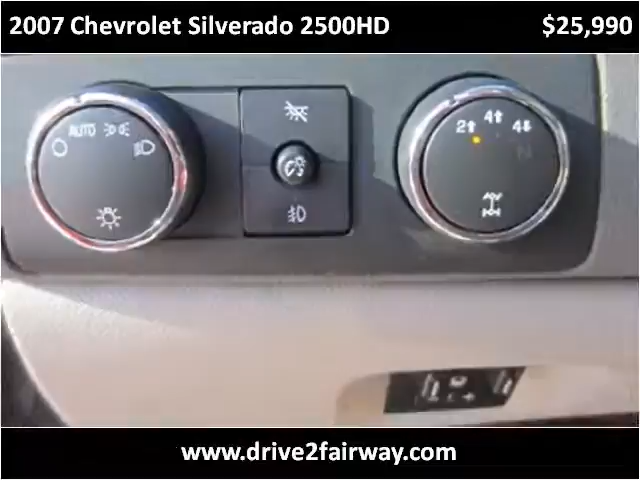 2007 Chevrolet Silverado 2500HD $25,990
AUTO
2↑ 4↑ 4↓
N
www.drive2fairway.com